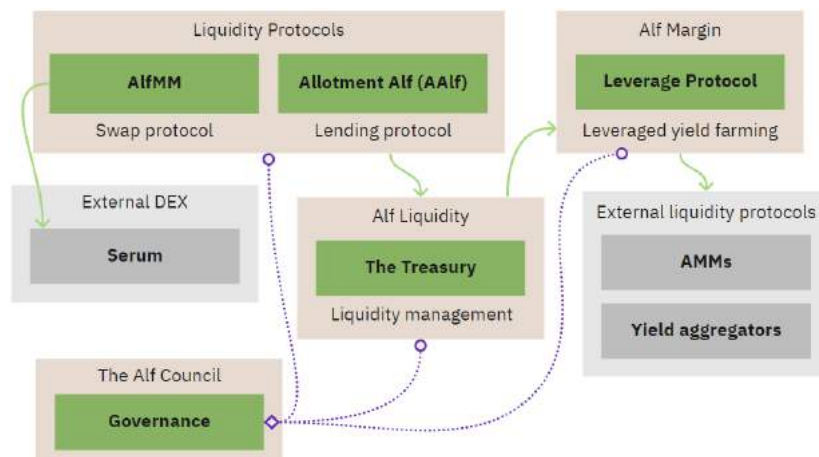 Liquidity Protocols
AlfMM
Allotment Alf (AAlf)
Swap protocol
Lending protocol
Alf Margin
Leverage Protocol
Leveraged yield farming
External DEX
Serum
Alf Liquidity
The Treasury
Liquidity management
External liquidity protocols
AMMs
Yield aggregators
The Alf Council
Governance